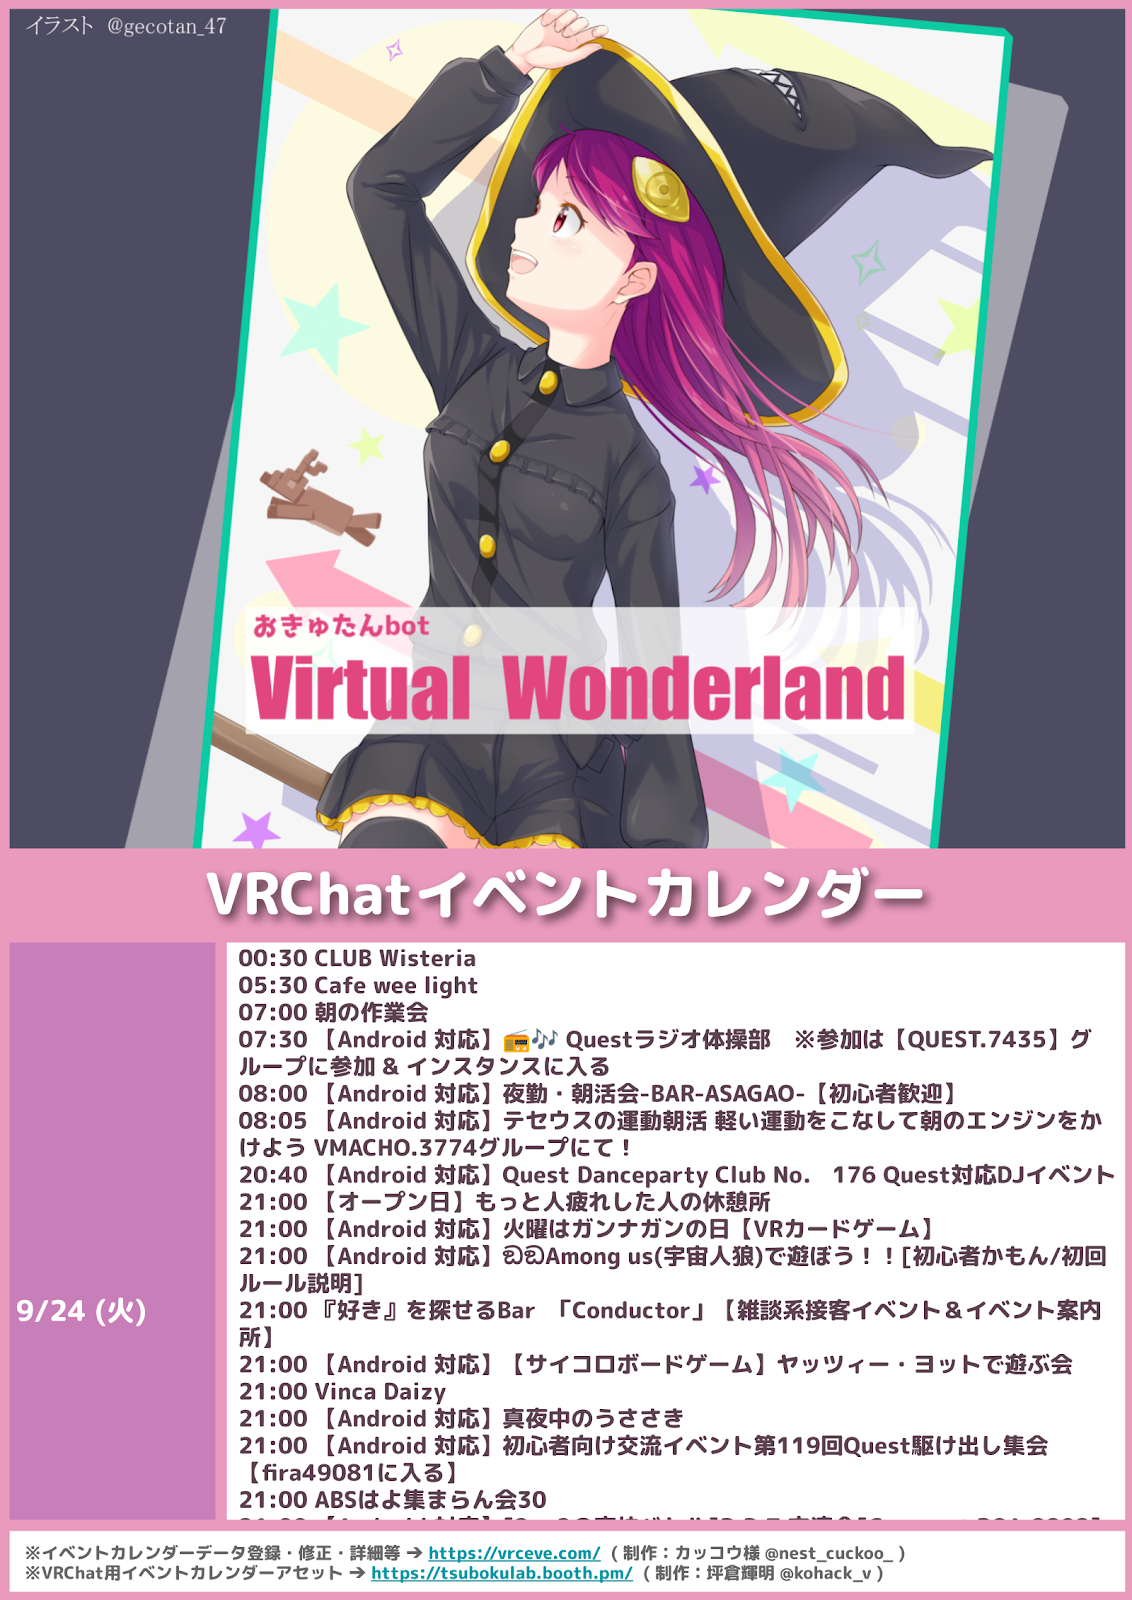 イラスト @gecotan_47
おきゅたんbot
Virtual Wonderland
VRChatイベントカレンダー
9/24 (火)
00:30 CLUB Wisteria
05:30 Cafe wee light
07:00 朝の作業会
07:30 【Android 対応】📻🎶 Questラジオ体操部　※参加は【QUEST.7435】グ
ループに参加 & インスタンスに入る
08:00 【Android 対応】夜勤・朝活会-BAR-ASAGAO-【初心者歓迎】
08:05 【Android 対応】テセウスの運動朝活 軽い運動をこなして朝のエンジンをか
けよう VMACHO.3774グループにて！
20:40 【Android 対応】Quest Danceparty Club No.　176 Quest対応DJイベント
21:00 【オープン日】もっと人疲れした人の休憩所
21:00 【Android 対応】火曜はガンナガンの日【VRカードゲーム】
21:00 【Android 対応】ඞඞAmong us(宇宙人狼)で遊ぼう！！[初心者かもん/初回
ルール説明]
21:00 『好き』を探せるBar 「Conductor」【雑談系接客イベント＆イベント案内
所】
21:00 【Android 対応】【サイコロボードゲーム】ヤッツィー・ヨットで遊ぶ会
21:00 Vinca Daizy
21:00 【Android 対応】真夜中のうささき
21:00 【Android 対応】初心者向け交流イベント第119回Quest駆け出し集会
【fira49081に入る】
21:00 ABSはよ集まらん会30
※イベントカレンダーデータ登録・修正・詳細等 ➔ https://vrceve.com/ ( 制作：カッコウ様 @nest_cuckoo_ )
※VRChat用イベントカレンダーアセット ➔ https://tsubokulab.booth.pm/ ( 制作：坪倉輝明 @kohack_v )